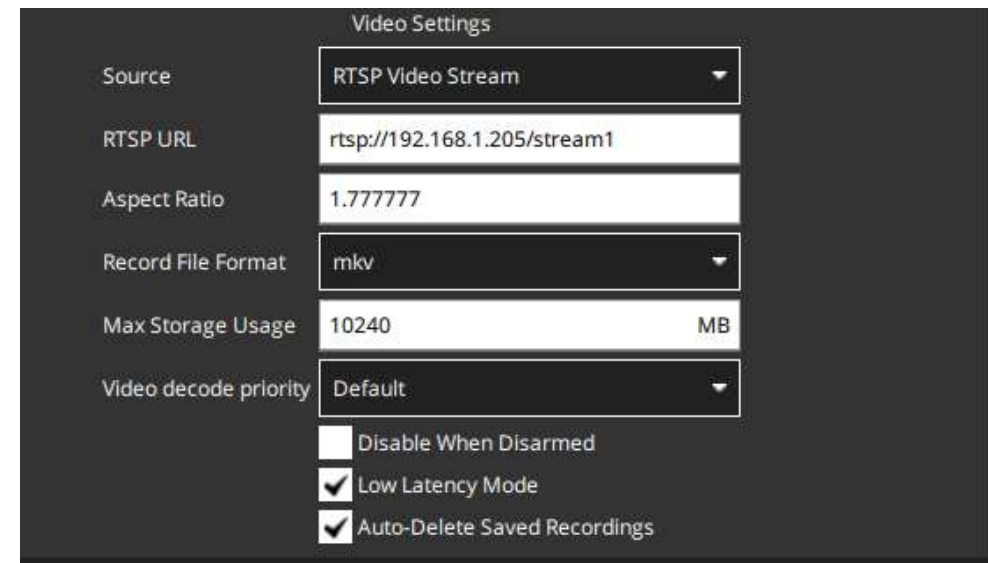 Video Settings
Source RTSP Video Stream
RTSP URL rtsp://192.168.1.205/stream1
Aspect Ratio 1.777777
Record File Format mkv
Max Storage Usage 10240 MB
Video decode priority Default
Disable When Disarmed
Low Latency Mode
Auto-Delete Saved Recordings